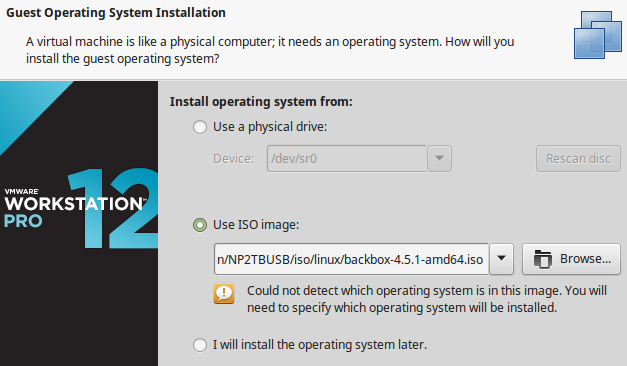 Guest Operating System Installation
A virtual machine is like a physical computer; it needs an operating system. How will you
install the guest operating system?
Install operating system from:
Use a physical drive:
Device: /dev/sr0 Rescan disc
VMWARE
WORKSTATION™
PRO
12
Use ISO image:
n/NP2TBUSB/iso/linux/backbox-4.5.1-amd64.iso Browse...
Could not detect which operating system is in this image. You will
need to specify which operating system will be installed.
I will install the operating system later.